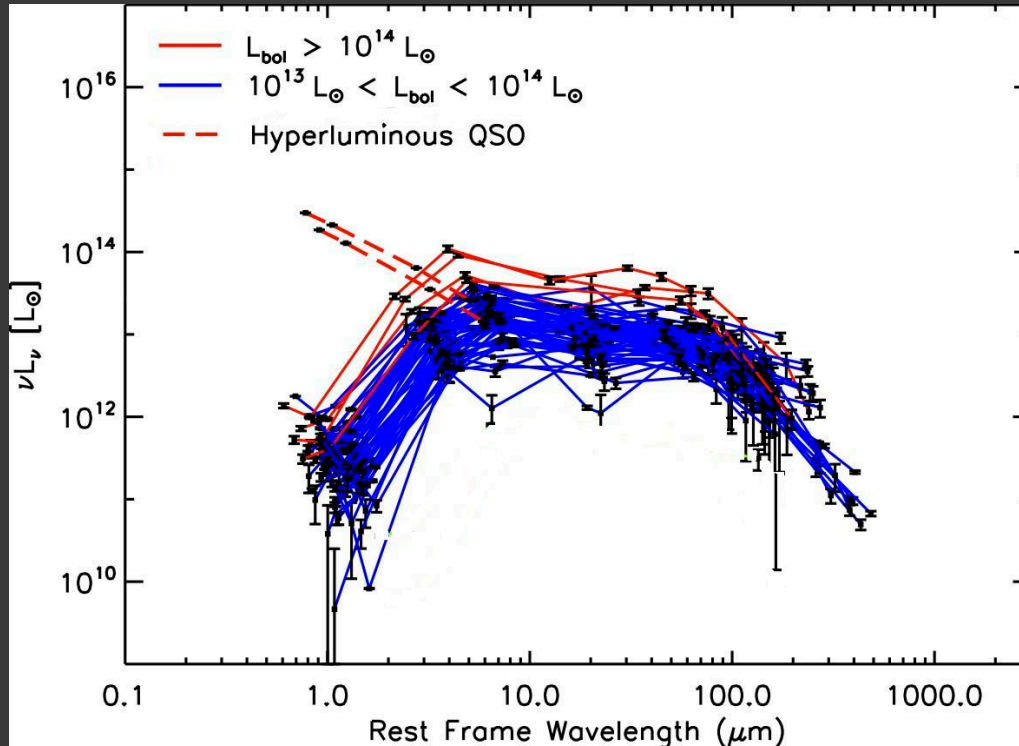 L_bol > 10^14 L_⊙
10^13 L_⊙ < L_bol < 10^14 L_⊙
Hyperluminous QSO
10^16
10^14
10^12
10^10
νL_ν [L_⊙]
0.1 1.0 10.0 100.0 1000.0
Rest Frame Wavelength (μm)